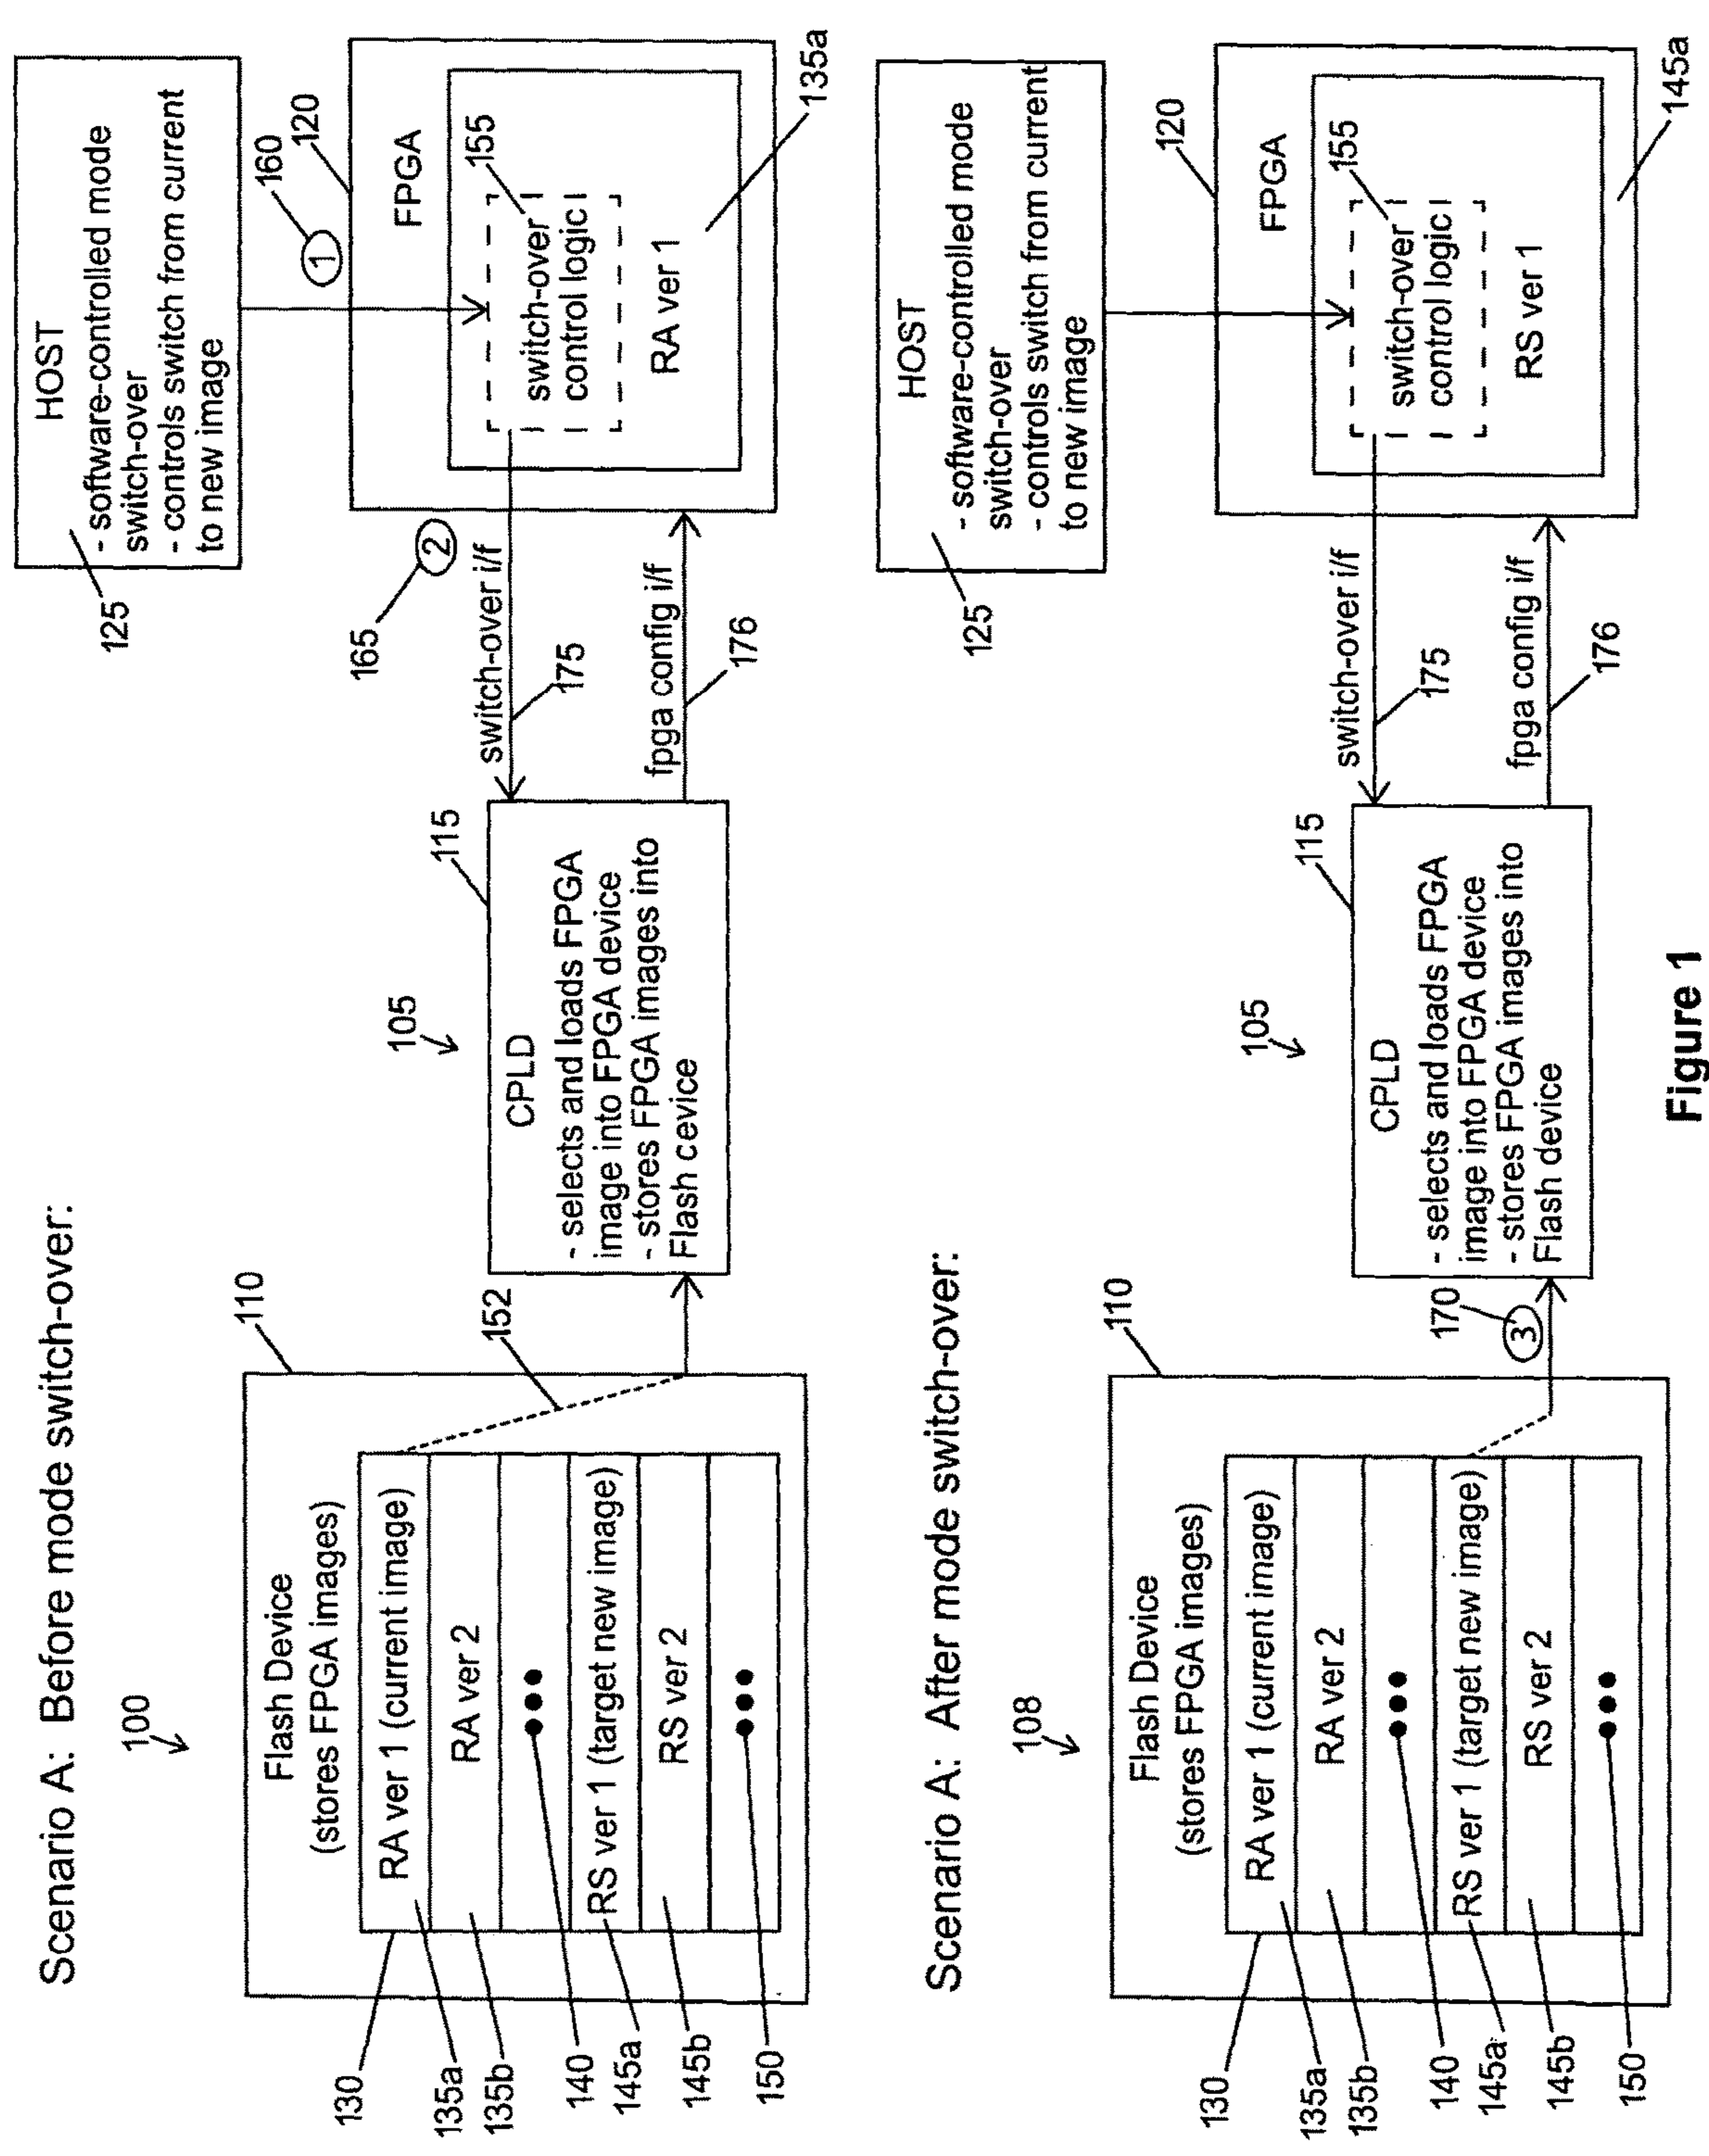 Scenario A: Before mode switch-over:
100
110
Flash Device
(stores FPGA images)
RA ver 1 (current image)
RA ver 2
●●●
RS ver 1 (target new image)
RS ver 2
●●●
130
135a
135b
140
145a
145b
150
152
105
115
CPLD
- selects and loads FPGA
image into FPGA device
- stores FPGA images into
Flash cevice
165
2
switch-over i/f
175
fpga config i/f
176
HOST
- software-controlled mode
switch-over
- controls switch from current
to new image
125
160
1
120
FPGA
155
switch-over
control logic
RA ver 1
135a
Scenario A: After mode switch-over:
108
110
Flash Device
(stores FPGA images)
RA ver 1 (current image)
RA ver 2
●●●
RS ver 1 (target new image)
RS ver 2
●●●
130
135a
135b
140
145a
145b
150
170
3
105
115
CPLD
- selects and loads FPGA
image into FPGA device
- stores FPGA images into
Flash device
switch-over i/f
175
fpga config i/f
176
HOST
- software-controlled mode
switch-over
- controls switch from current
to new image
125
120
FPGA
155
switch-over
control logic
RS ver 1
145a
Figure 1